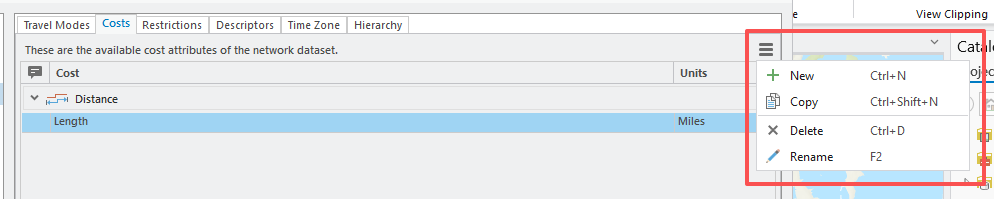 e
Travel Modes Costs Restrictions Descriptors Time Zone Hierarchy View Clipping
These are the available cost attributes of the network dataset. Catal
Cost Units
ojec
New Ctrl+N
Copy Ctrl+Shift+N
Distance
Length Miles
Delete Ctrl+D
Rename F2